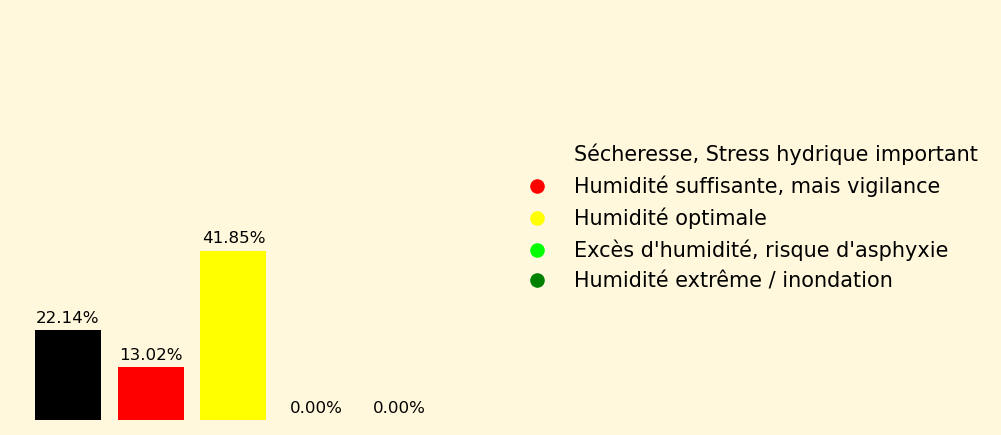 Sécheresse, Stress hydrique important
Humidité suffisante, mais vigilance
Humidité optimale
Excès d'humidité, risque d'asphyxie
Humidité extrême / inondation
41.85%
22.14%
13.02%
0.00%
0.00%